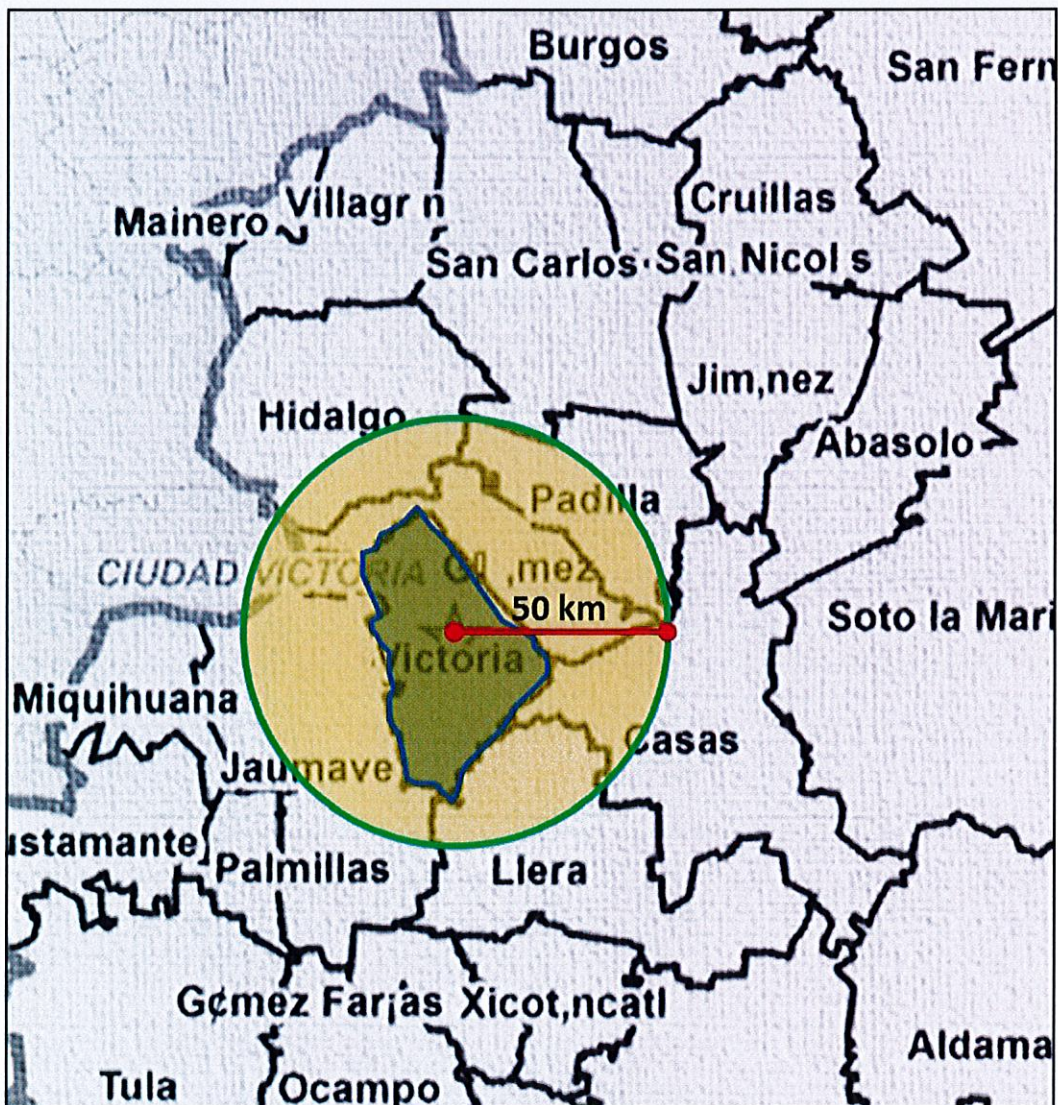 Burgos
San Fern
Villagr n
Mainero
Cruillas
San Carlos San Nicol s
Jim,nez
Hidalgo
Abasolo
Padilla
CIUDAD VICTORIA
,mez
50 km
Soto la Mari
Victoria
Miquihuana
Casas
Jaumave
ustamante
Palmillas
Llera
G¢mez Far¡as Xicot,ncatl
Aldama
Tula
Ocampo